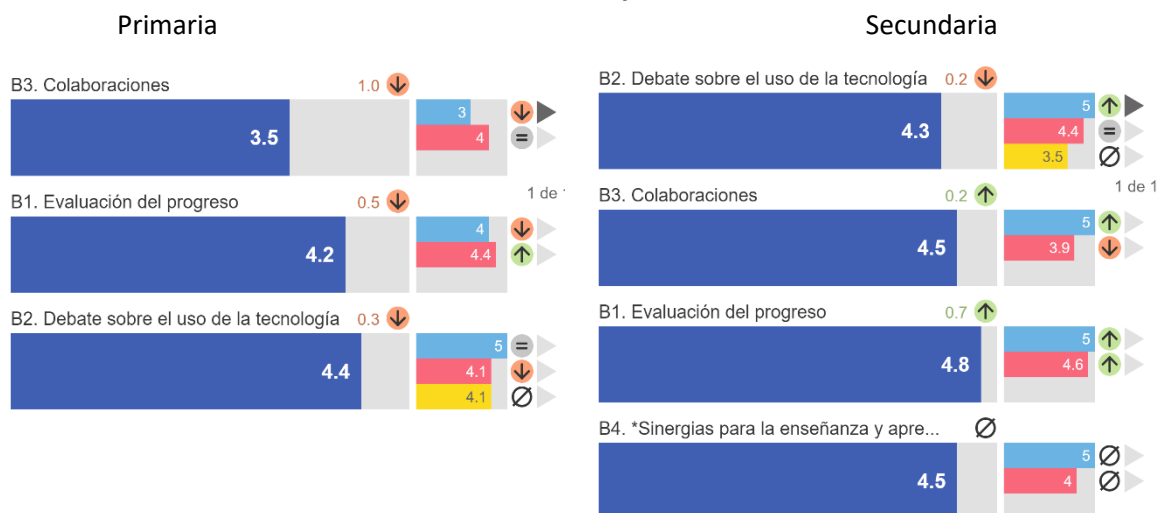 Primaria
B3. Colaboraciones 1.0
3.5
3
4
1 de
B1. Evaluación del progreso 0.5
4.2
4
4.4
B2. Debate sobre el uso de la tecnología 0.3
4.4
5
4.1
4.1
Secundaria
B2. Debate sobre el uso de la tecnología 0.2
4.3
5
4.4
3.5
1 de 1
B3. Colaboraciones 0.2
4.5
5
3.9
B1. Evaluación del progreso 0.7
4.8
5
4.6
B4. *Sinergias para la enseñanza y apre...
4.5
5
4